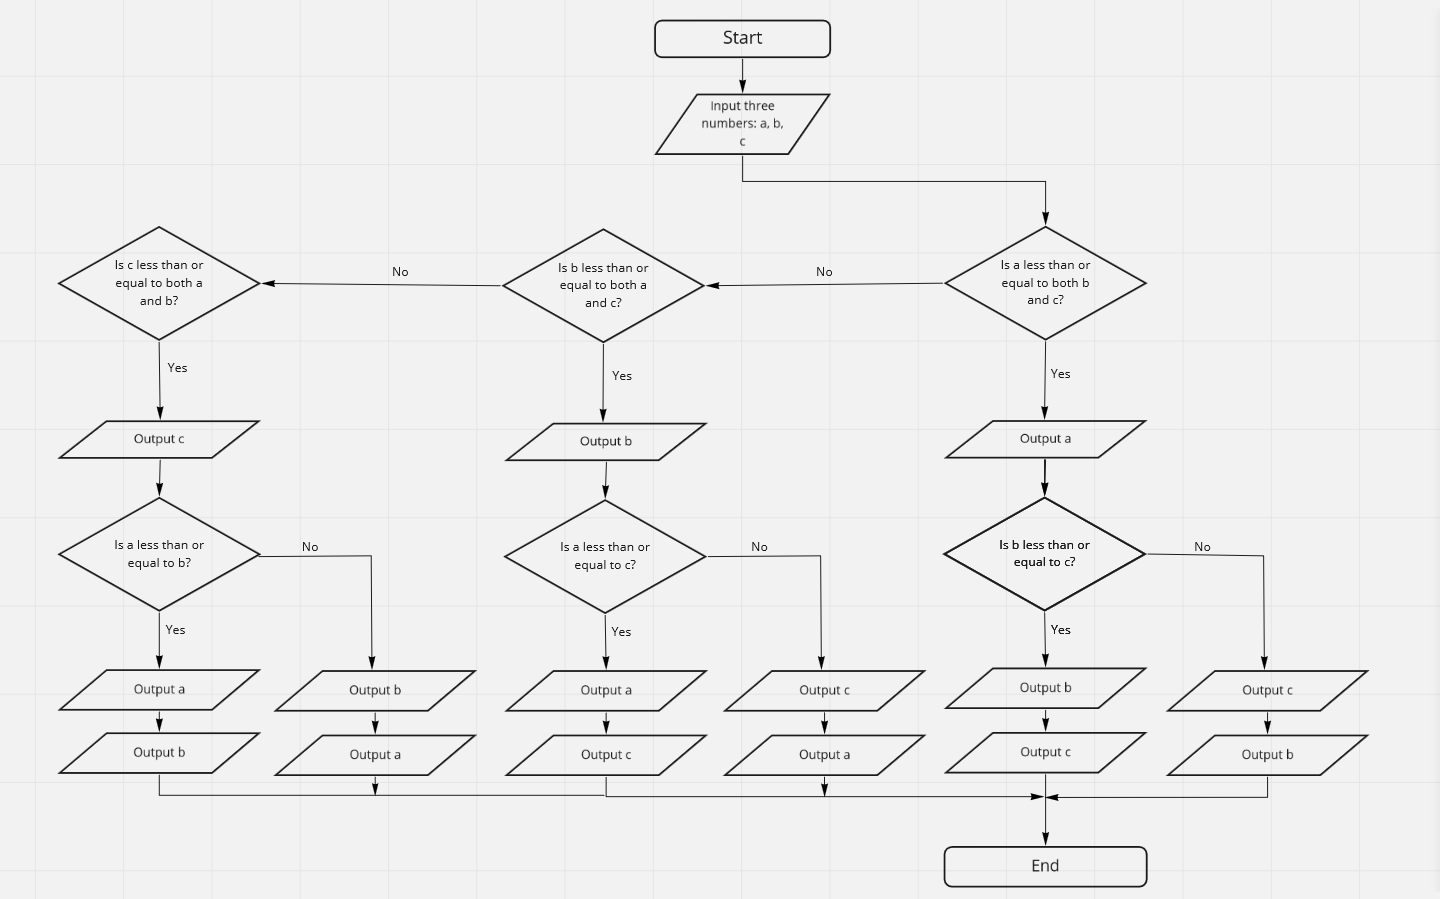 Start
Input three
numbers: a, b,
c
Is c less than or
equal to both a
and b?
No
Is b less than or
equal to both a
and c?
No
Is a less than or
equal to both b
and c?
Yes
Yes
Yes
Output c
Output b
Output a
Is a less than or
equal to b?
No
Is a less than or
equal to c?
No
Is b less than or
equal to c?
No
Yes
Yes
Yes
Output a
Output b
Output a
Output c
Output b
Output c
Output b
Output a
Output c
Output a
Output c
Output b
End